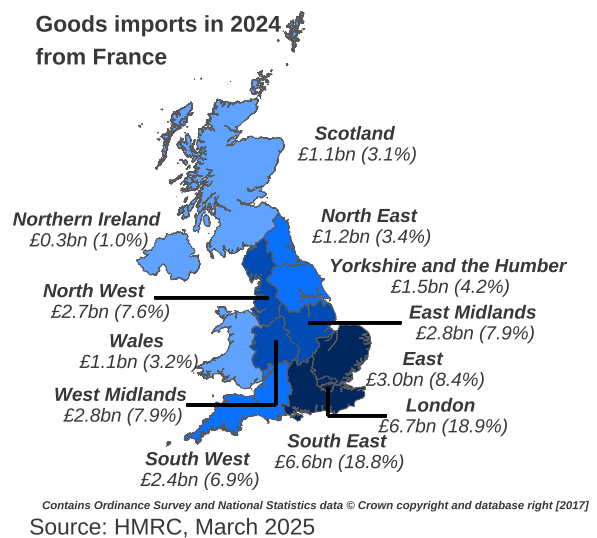 Goods imports in 2024
from France
Scotland
£1.1bn (3.1%)
Northern Ireland
£0.3bn (1.0%)
North East
£1.2bn (3.4%)
Yorkshire and the Humber
£1.5bn (4.2%)
North West
£2.7bn (7.6%)
East Midlands
£2.8bn (7.9%)
Wales
£1.1bn (3.2%)
East
£3.0bn (8.4%)
West Midlands
£2.8bn (7.9%)
London
£6.7bn (18.9%)
South East
£6.6bn (18.8%)
South West
£2.4bn (6.9%)
Contains Ordinance Survey and National Statistics data © Crown copyright and database right [2017]
Source: HMRC, March 2025